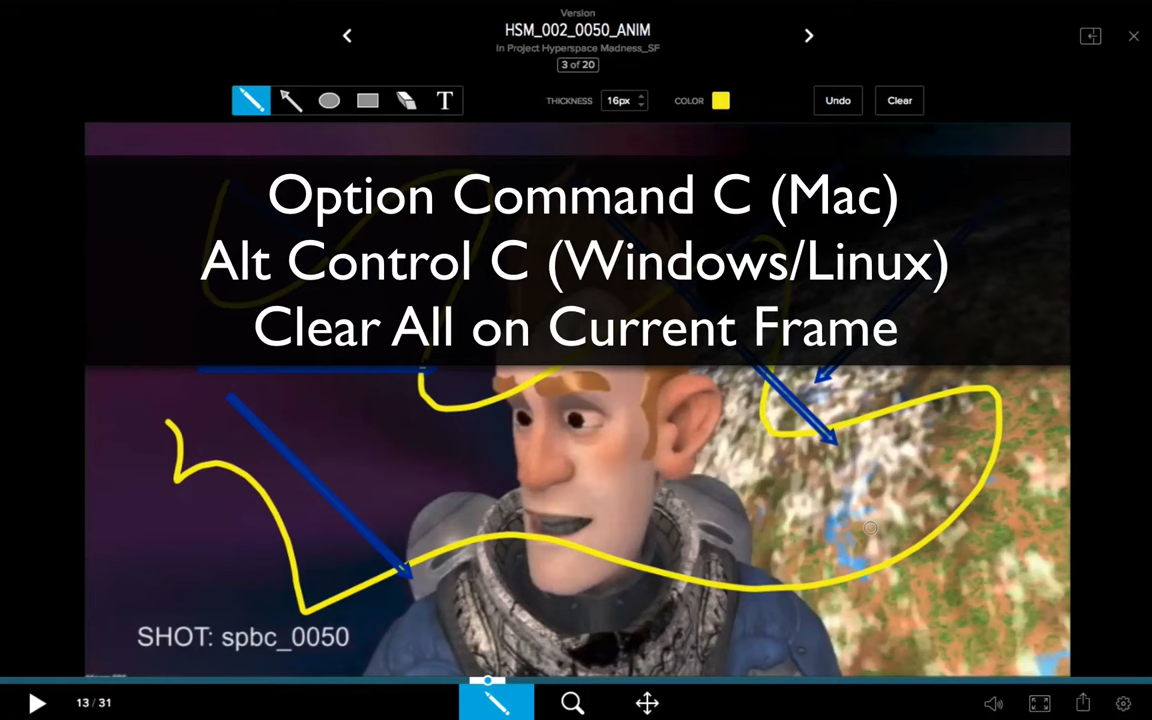 Version
HSM_002_0050_ANIM
In Project Hyperspace Madness_SF
3 of 20
T THICKNESS 16px COLOR Undo Clear
Option Command C (Mac)
Alt Control C (Windows/Linux)
Clear All on Current Frame
SHOT: spbc_0050
13 / 31